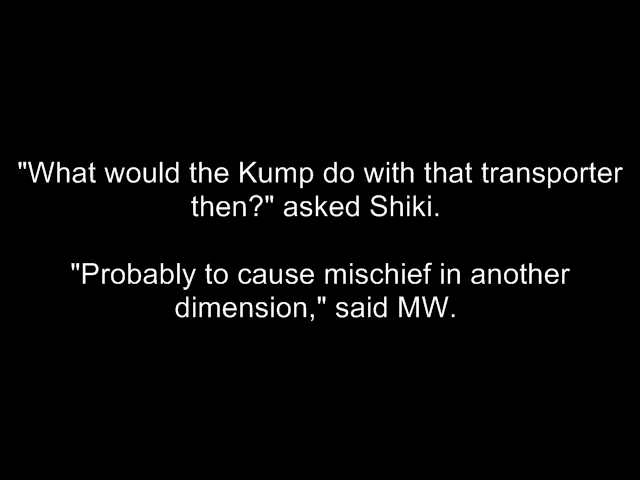 "What would the Kump do with that transporter
then?" asked Shiki.
"Probably to cause mischief in another
dimension," said MW.